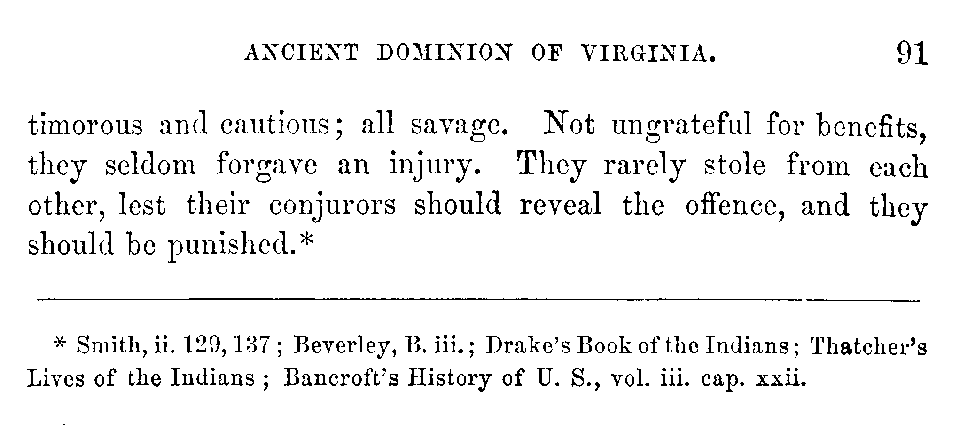 ANCIENT DOMINION OF VIRGINIA. 91
timorous and cautious; all savage. Not ungrateful for benefits,
they seldom forgave an injury. They rarely stole from each
other, lest their conjurors should reveal the offence, and they
should be punished.*
* Smith, ii. 129, 137; Beverley, B. iii.; Drake's Book of the Indians; Thatcher's
Lives of the Indians; Bancroft's History of U. S., vol. iii. cap. xxii.